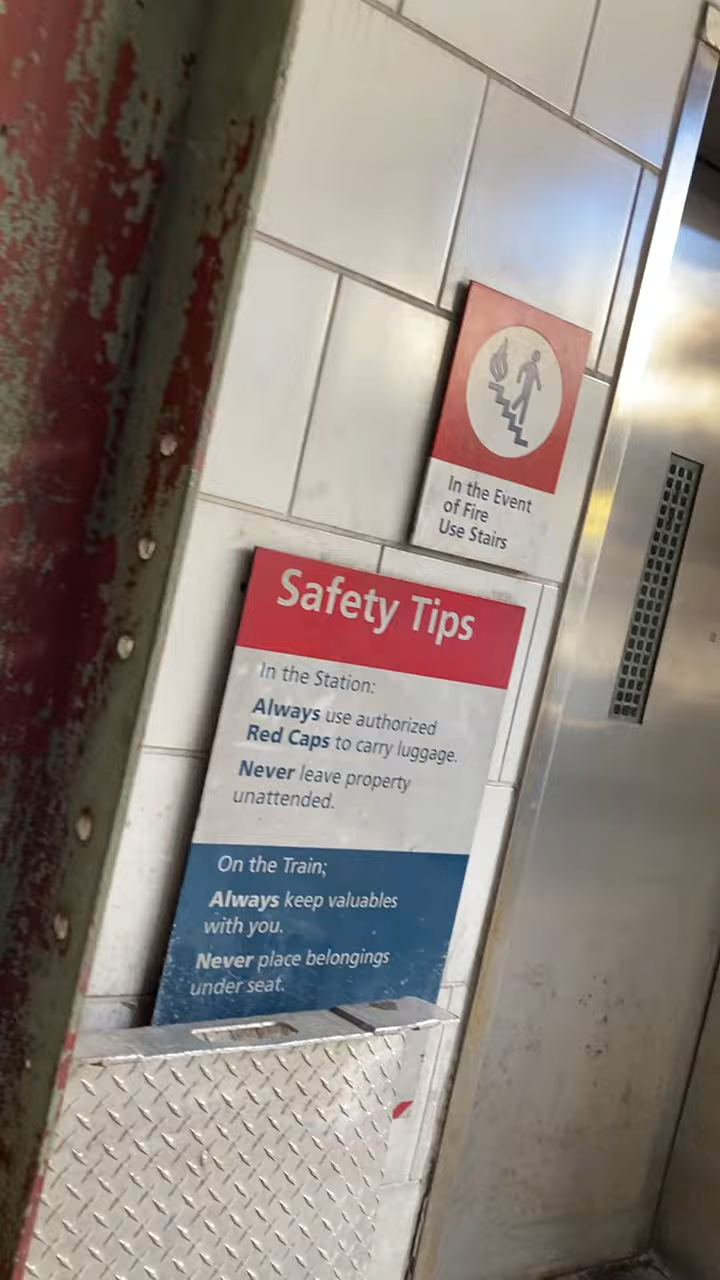 In the Event
of Fire
Use Stairs
Safety Tips
In the Station:
Always use authorized
Red Caps to carry luggage.
Never leave property
unattended.
On the Train;
Always keep valuables
with you.
Never place belongings
under seat.